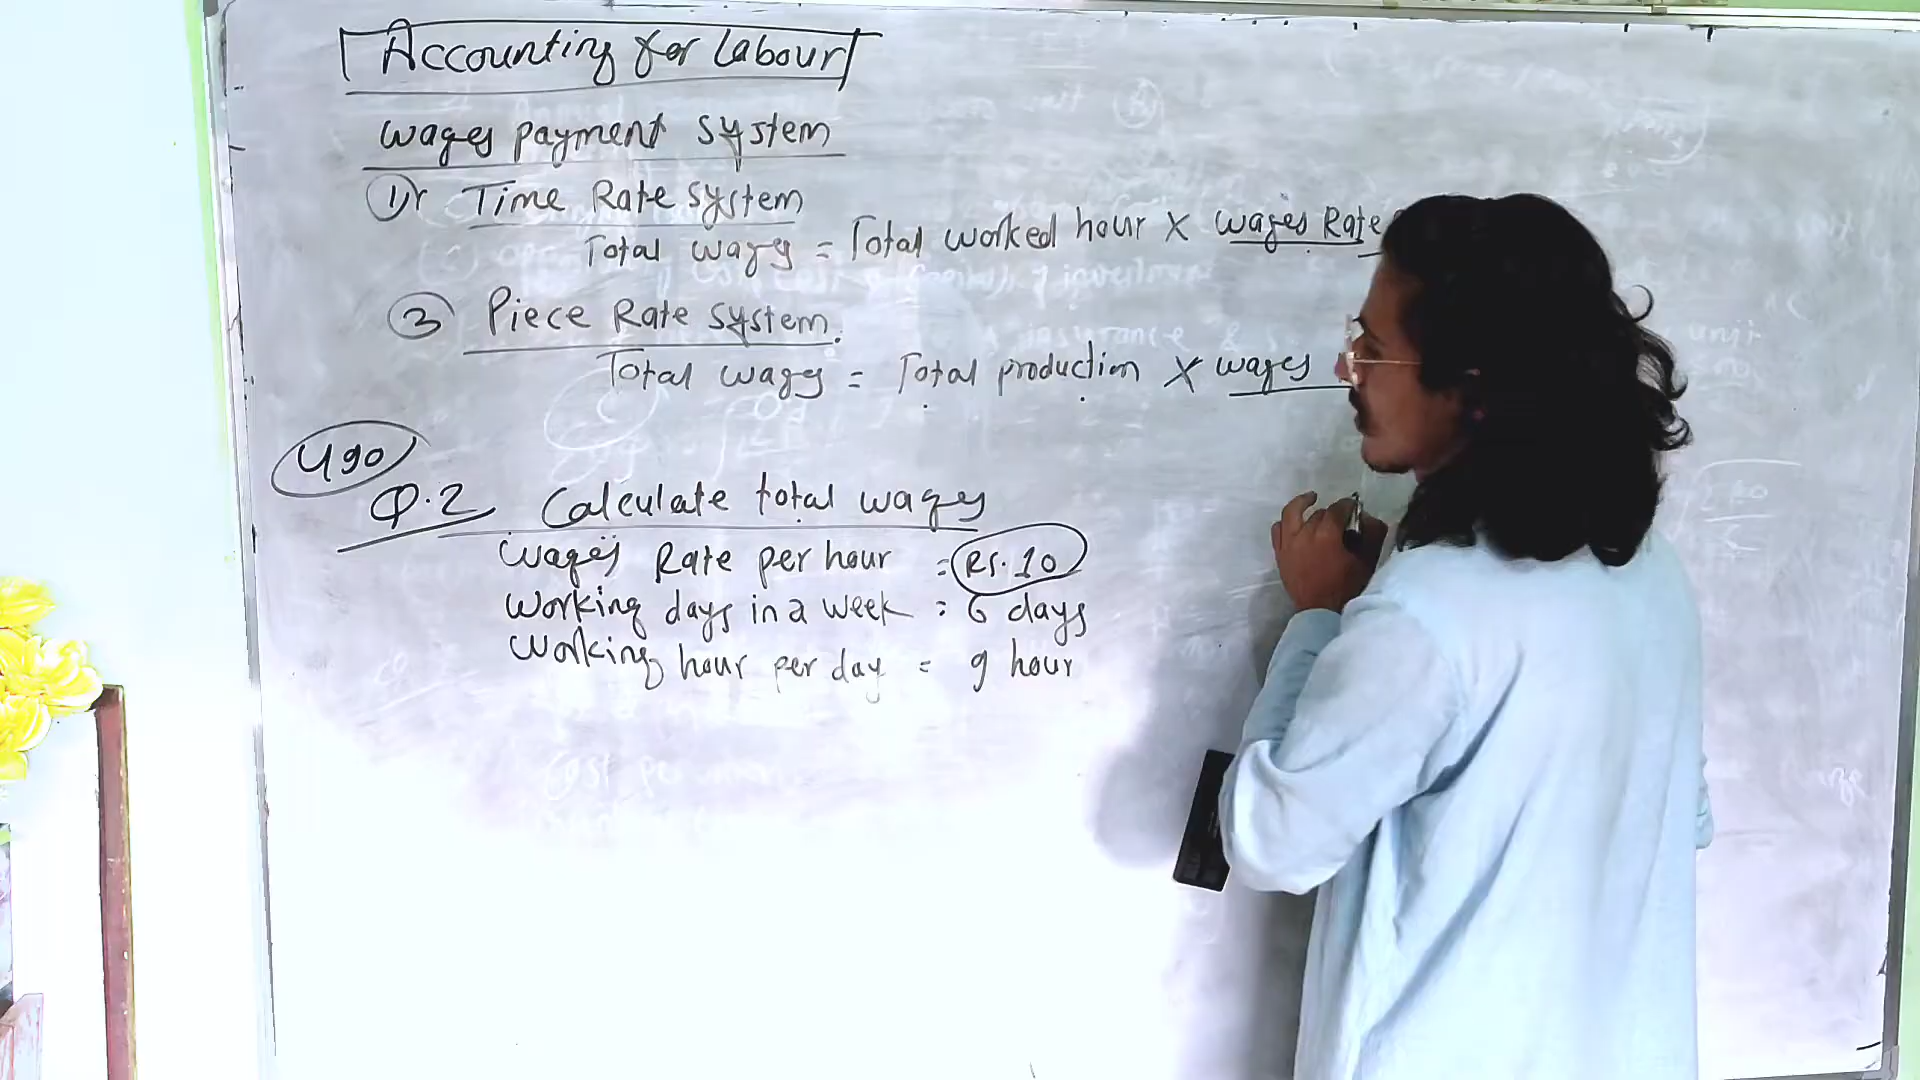 Accounting for Labour
Wages payment system
1) Time Rate system
Total wages = Total worked hour X wages Rate
2 Piece Rate system.
Total wages = Total production X wages
490
Q.2 Calculate total wages
Wages Rate per hour = Rs. 10
Working days in a week = 6 days
Working hour per day = 9 hour